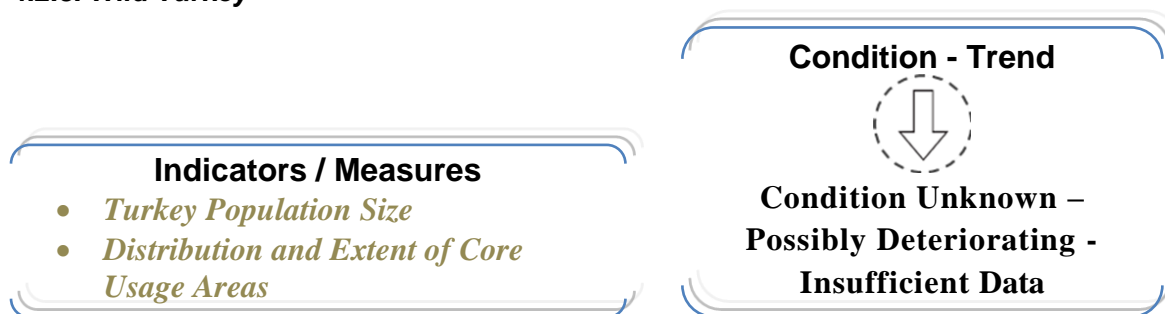 Condition - Trend
Indicators / Measures
• Turkey Population Size
• Distribution and Extent of Core
Usage Areas
Condition Unknown –
Possibly Deteriorating -
Insufficient Data